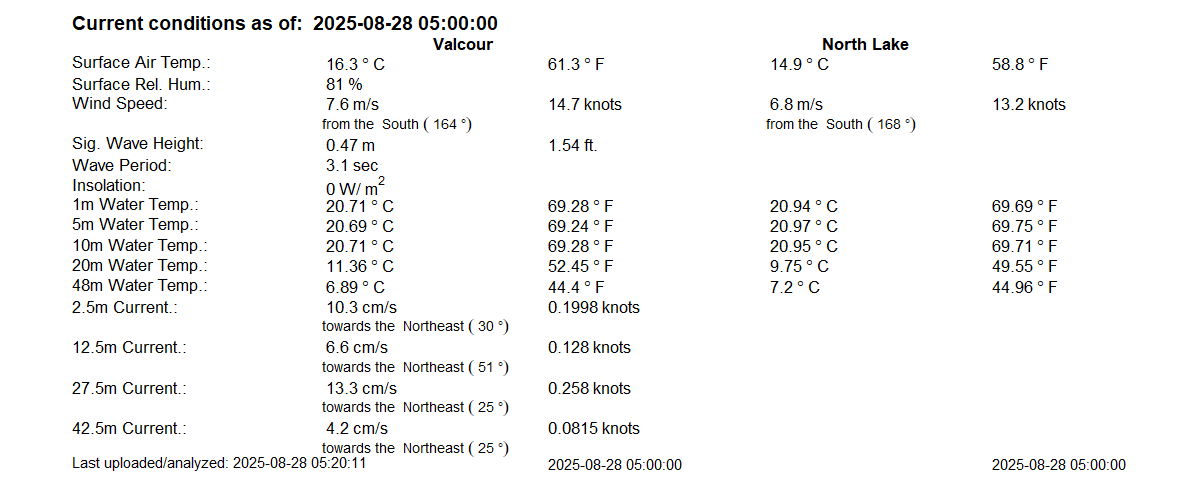 Current conditions as of: 2025-08-28 05:00:00
Valcour North Lake
Surface Air Temp.: 16.3 ° C 61.3 ° F 14.9 ° C 58.8 ° F
Surface Rel. Hum.: 81 %
Wind Speed: 7.6 m/s 14.7 knots 6.8 m/s 13.2 knots
from the South ( 164 °) from the South ( 168 °)
Sig. Wave Height: 0.47 m 1.54 ft.
Wave Period: 3.1 sec
Insolation: 0 W/ m2
1m Water Temp.: 20.71 ° C 69.28 ° F 20.94 ° C 69.69 ° F
5m Water Temp.: 20.69 ° C 69.24 ° F 20.97 ° C 69.75 ° F
10m Water Temp.: 20.71 ° C 69.28 ° F 20.95 ° C 69.71 ° F
20m Water Temp.: 11.36 ° C 52.45 ° F 9.75 ° C 49.55 ° F
48m Water Temp.: 6.89 ° C 44.4 ° F 7.2 ° C 44.96 ° F
2.5m Current.: 10.3 cm/s 0.1998 knots
towards the Northeast ( 30 °)
12.5m Current.: 6.6 cm/s 0.128 knots
towards the Northeast ( 51 °)
27.5m Current.: 13.3 cm/s 0.258 knots
towards the Northeast ( 25 °)
42.5m Current.: 4.2 cm/s 0.0815 knots
towards the Northeast ( 25 °)
Last uploaded/analyzed: 2025-08-28 05:20:11 2025-08-28 05:00:00 2025-08-28 05:00:00